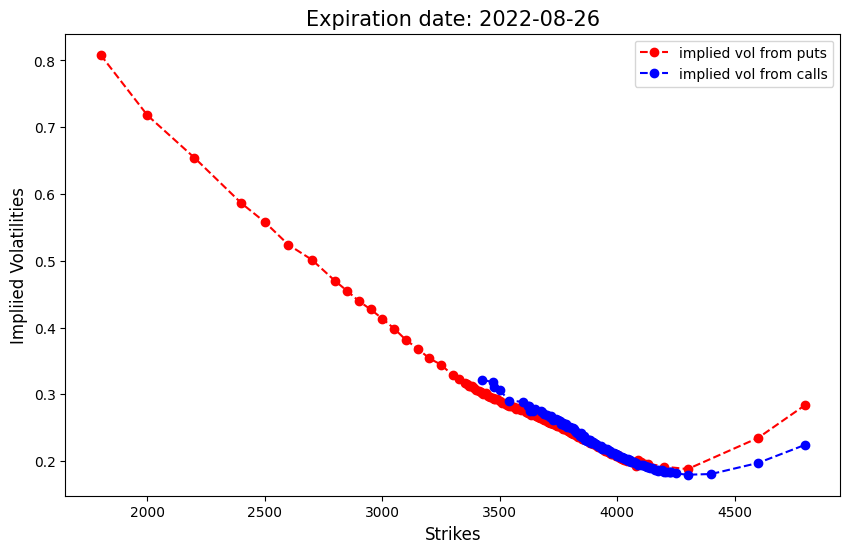 Expiration date: 2022-08-26
implied vol from puts
implied vol from calls
Impliied Volatilities
0.8
0.7
0.6
0.5
0.4
0.3
0.2
2000 2500 3000 3500 4000 4500
Strikes